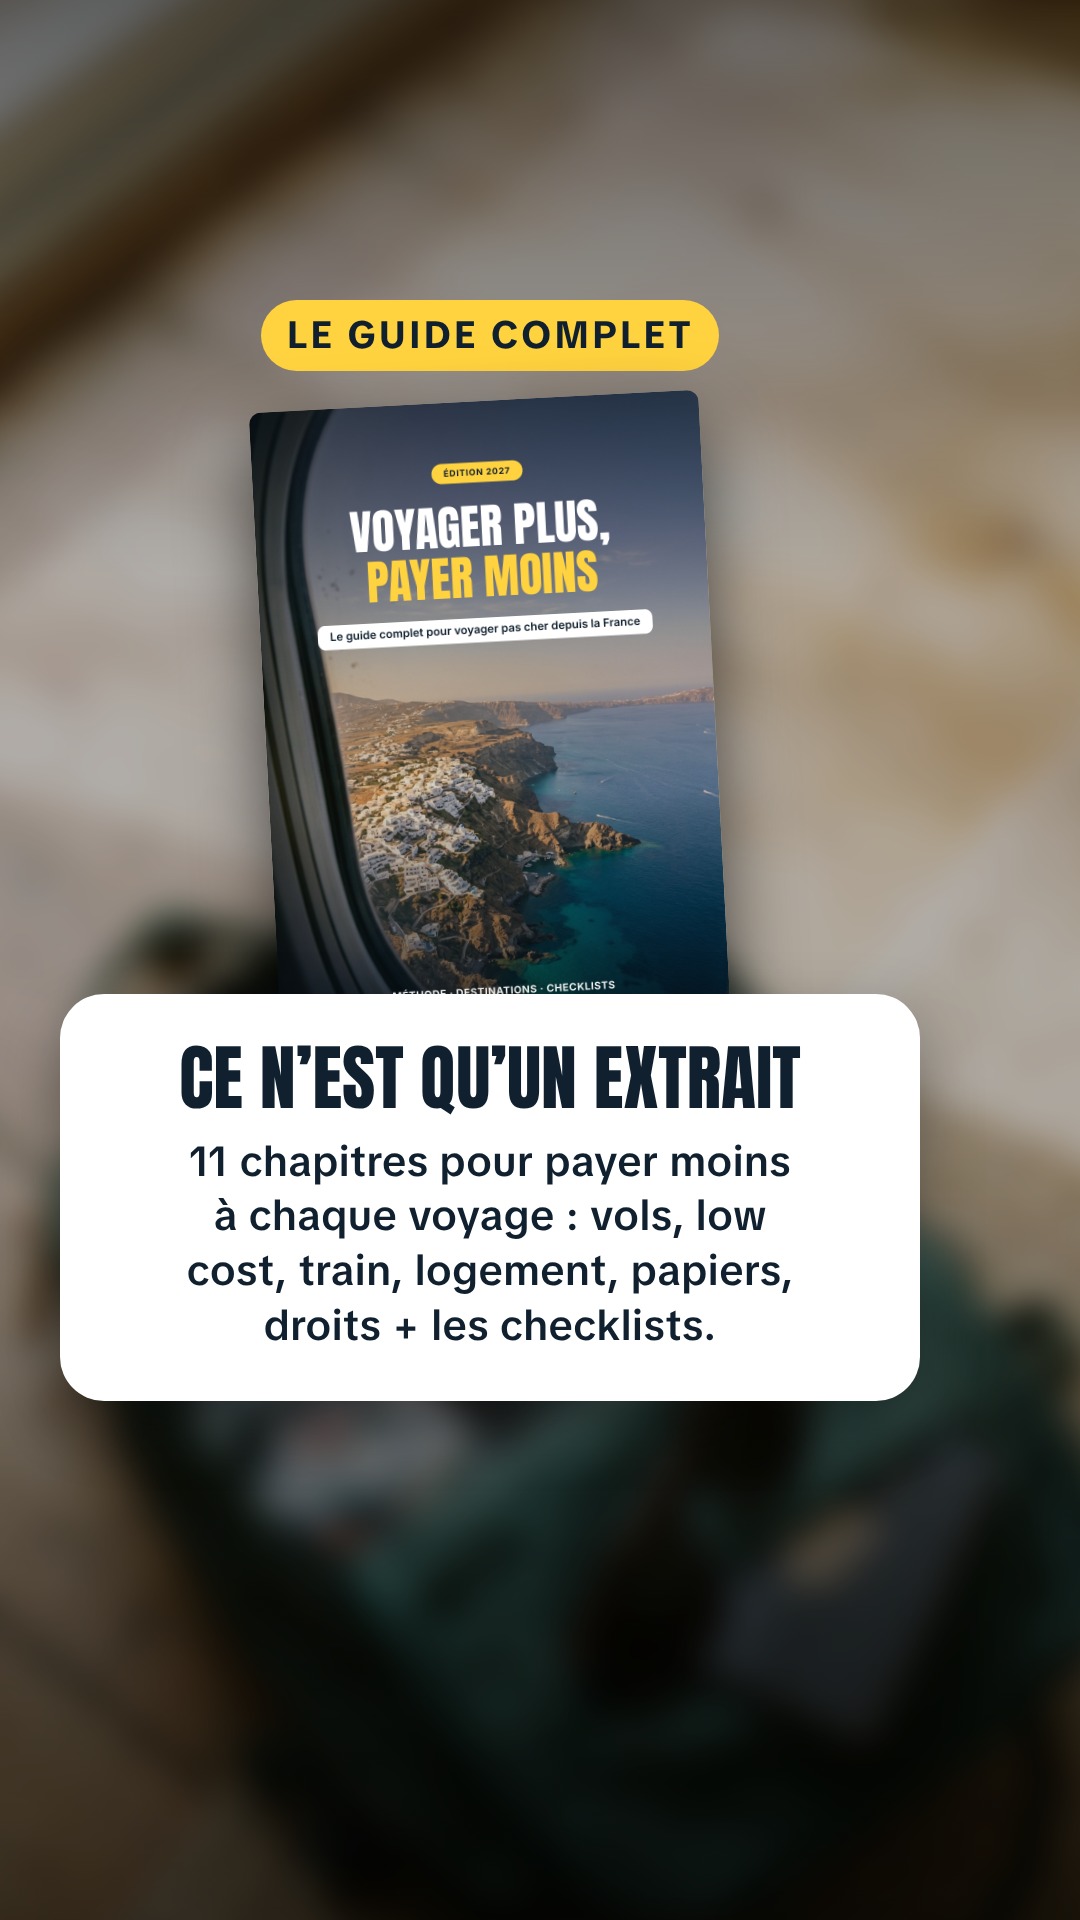 LE GUIDE COMPLET
ÉDITION 2027
VOYAGER PLUS,
PAYER MOINS
Le guide complet pour voyager pas cher depuis la France
MÉTHODE · DESTINATIONS · CHECKLISTS
CE N’EST QU’UN EXTRAIT
11 chapitres pour payer moins
à chaque voyage : vols, low
cost, train, logement, papiers,
droits + les checklists.